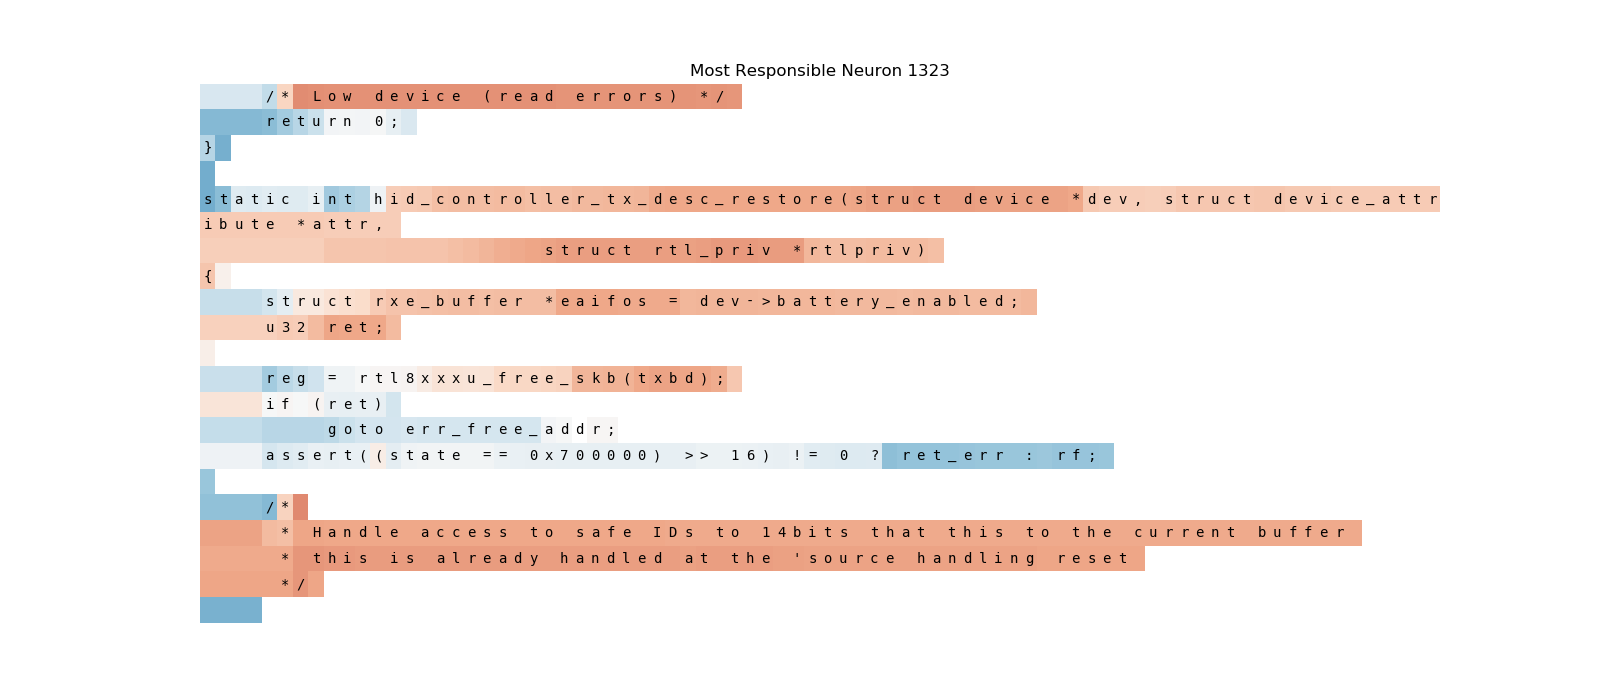 Most Responsible Neuron 1323
/* Low device (read errors) */
return 0;
}
static int hid_controller_tx_desc_restore(struct device *dev, struct device_attr
ibute *attr,
struct rtl_priv *rtlpriv)
{
struct rxe_buffer *eaifos = dev->battery_enabled;
u32 ret;
reg = rtl8xxxu_free_skb(txbd);
if (ret)
goto err_free_addr;
assert((state == 0x700000) >> 16) != 0 ? ret_err : rf;
/*
* Handle access to safe IDs to 14bits that this to the current buffer
* this is already handled at the 'source handling reset
*/